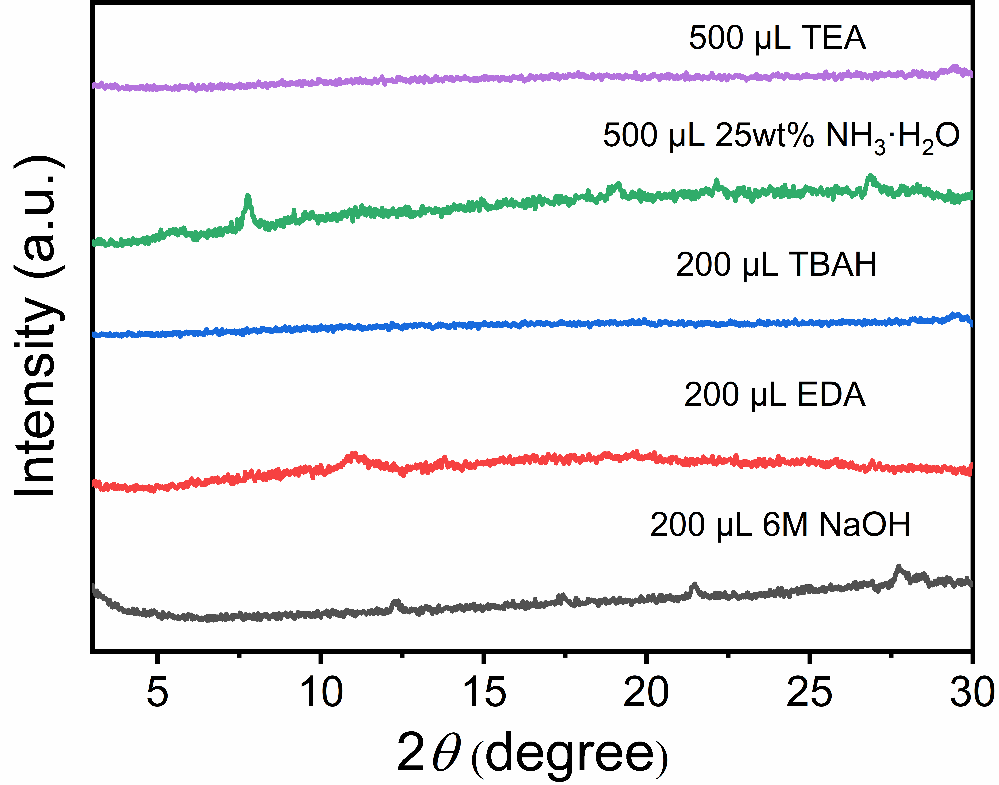 500 µL TEA
500 µL 25wt% NH₃·H₂O
200 µL TBAH
200 µL EDA
200 µL 6M NaOH
Intensity (a.u.)
5 10 15 20 25 30
2θ (degree)